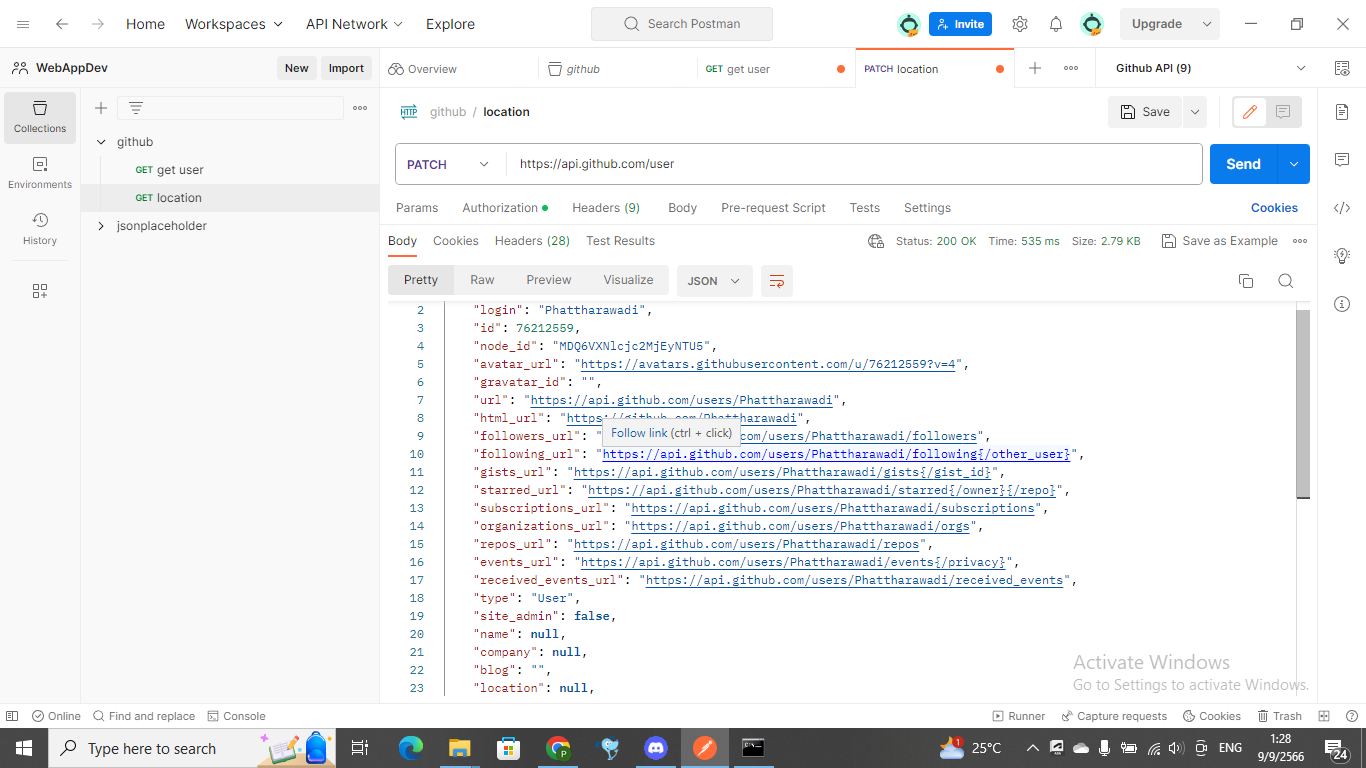 Home Workspaces API Network Explore Search Postman Invite Upgrade
WebAppDev New Import Overview github GET get user PATCH location Github API (9)
Collections
Environments
History
github
GET get user
GET location
jsonplaceholder
HTTP github / location Save
PATCH https://api.github.com/user Send
Params Authorization Headers (9) Body Pre-request Script Tests Settings Cookies
Body Cookies Headers (28) Test Results Status: 200 OK Time: 535 ms Size: 2.79 KB Save as Example
Pretty Raw Preview Visualize JSON
2 "login": "Phattharawadi",
3 "id": 76212559,
4 "node_id": "MDQ6VXNlcjc2MjEyNTU5",
5 "avatar_url": "https://avatars.githubusercontent.com/u/76212559?v=4",
6 "gravatar_id": "",
7 "url": "https://api.github.com/users/Phattharawadi",
8 "html_url": "https://github.com/Phattharawadi",
Follow link (ctrl + click)
9 "followers_url": " .com/users/Phattharawadi/followers",
10 "following_url": "https://api.github.com/users/Phattharawadi/following{/other_user}",
11 "gists_url": "https://api.github.com/users/Phattharawadi/gists{/gist_id}",
12 "starred_url": "https://api.github.com/users/Phattharawadi/starred{/owner}{/repo}",
13 "subscriptions_url": "https://api.github.com/users/Phattharawadi/subscriptions",
14 "organizations_url": "https://api.github.com/users/Phattharawadi/orgs",
15 "repos_url": "https://api.github.com/users/Phattharawadi/repos",
16 "events_url": "https://api.github.com/users/Phattharawadi/events{/privacy}",
17 "received_events_url": "https://api.github.com/users/Phattharawadi/received_events",
18 "type": "User",
19 "site_admin": false,
20 "name": null,
21 "company": null,
22 "blog": "",
23 "location": null,
Activate Windows
Go to Settings to activate Windows.
Online Find and replace Console Runner Capture requests Cookies Trash
Type here to search 1 25°C ENG 1:28
9/9/2566 24